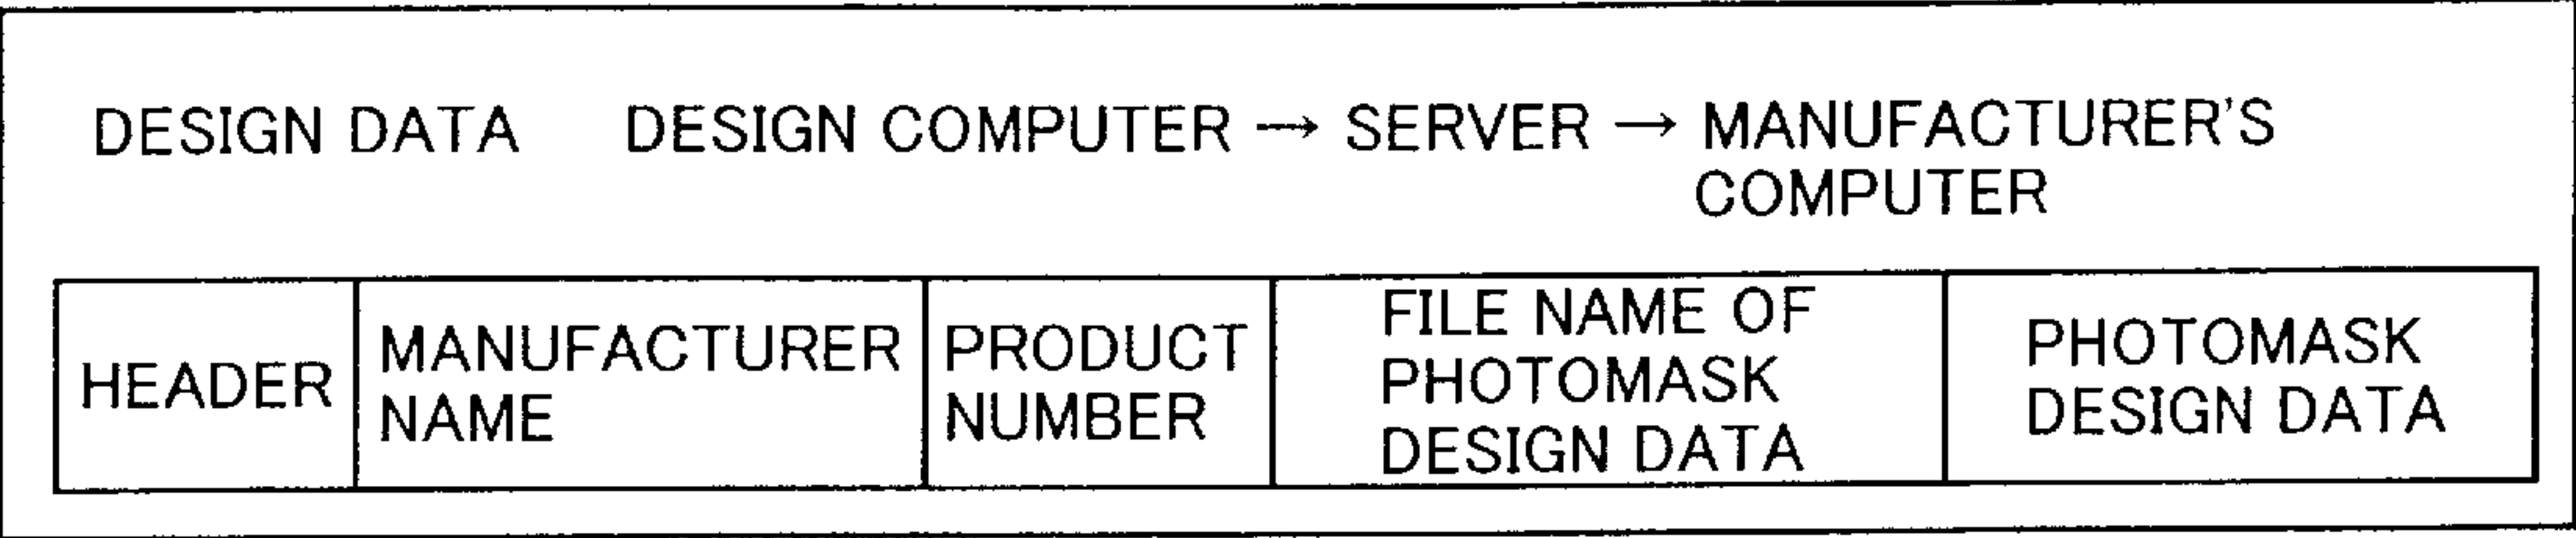 DESIGN DATA DESIGN COMPUTER → SERVER → MANUFACTURER'S
COMPUTER
HEADER
MANUFACTURER
NAME
PRODUCT
NUMBER
FILE NAME OF
PHOTOMASK
DESIGN DATA
PHOTOMASK
DESIGN DATA